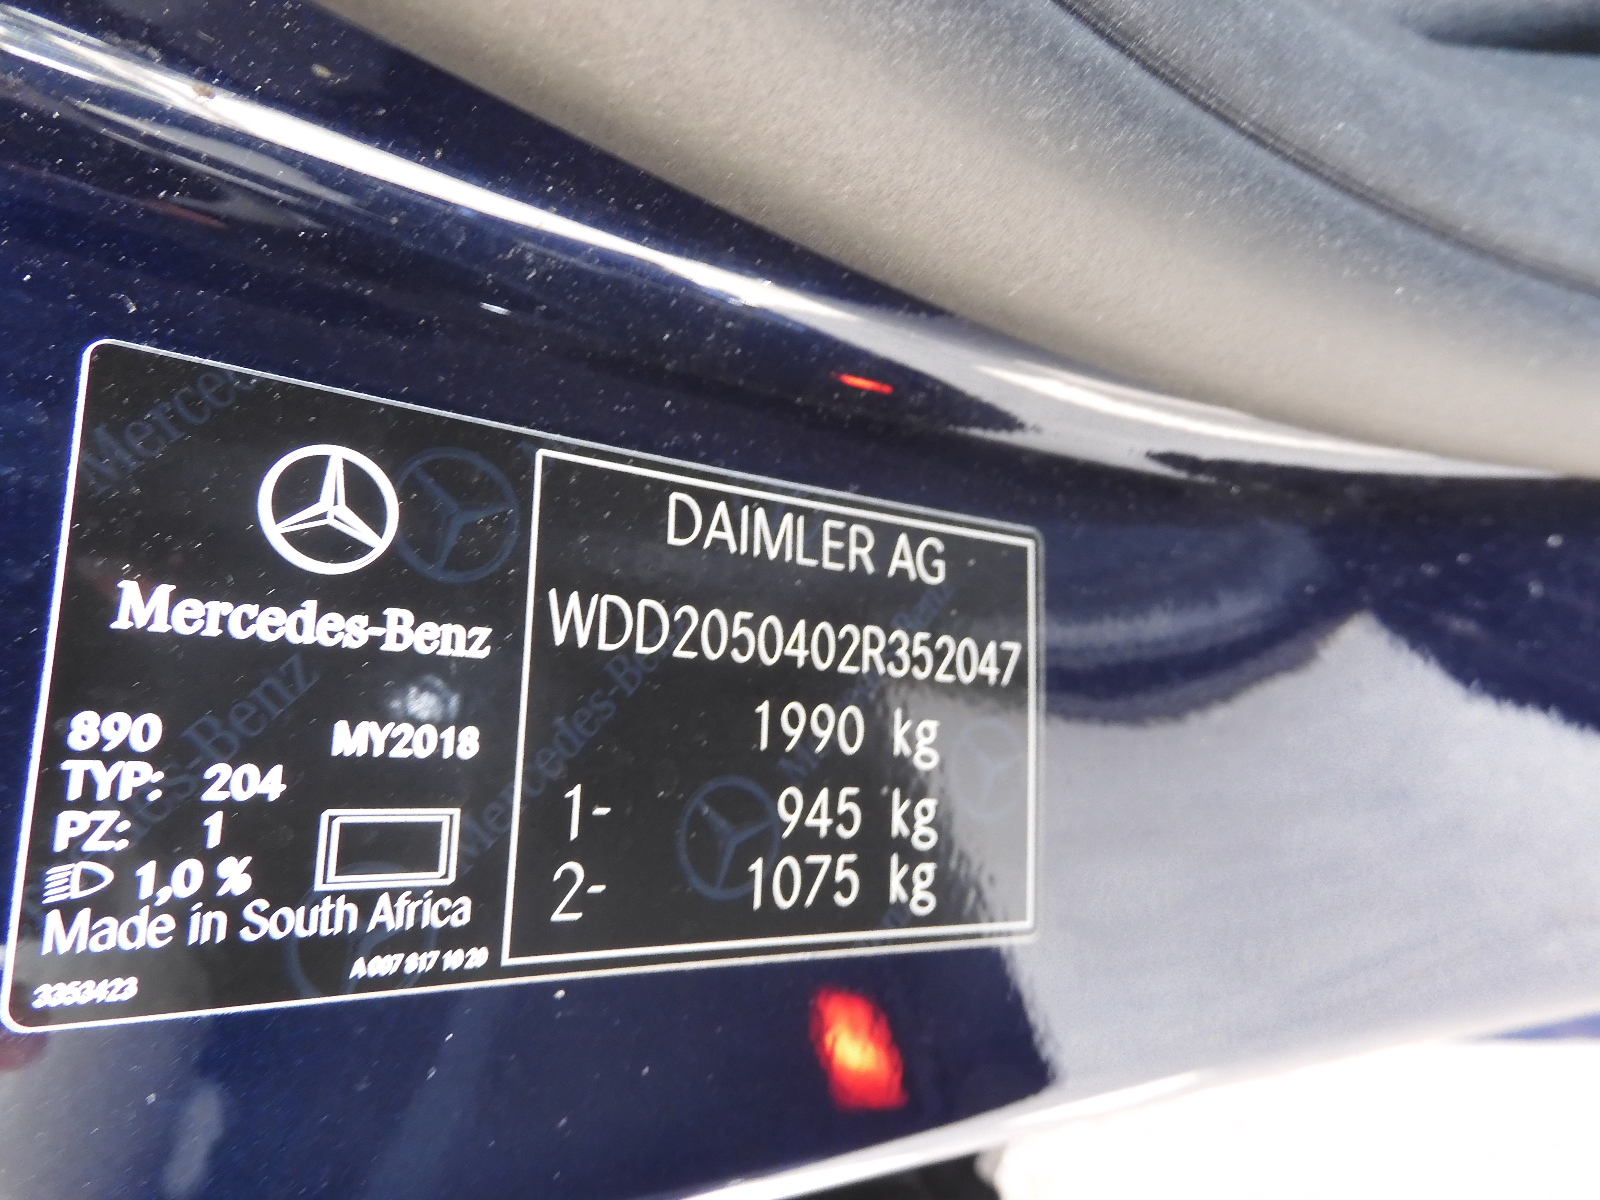 Mercedes-Benz
890 MY2018
TYP: 204
PZ: 1
1,0 %
Made in South Africa
A 007 817 10 20
3353423
DAIMLER AG
WDD2050402R352047
1990 kg
1- 945 kg
2- 1075 kg